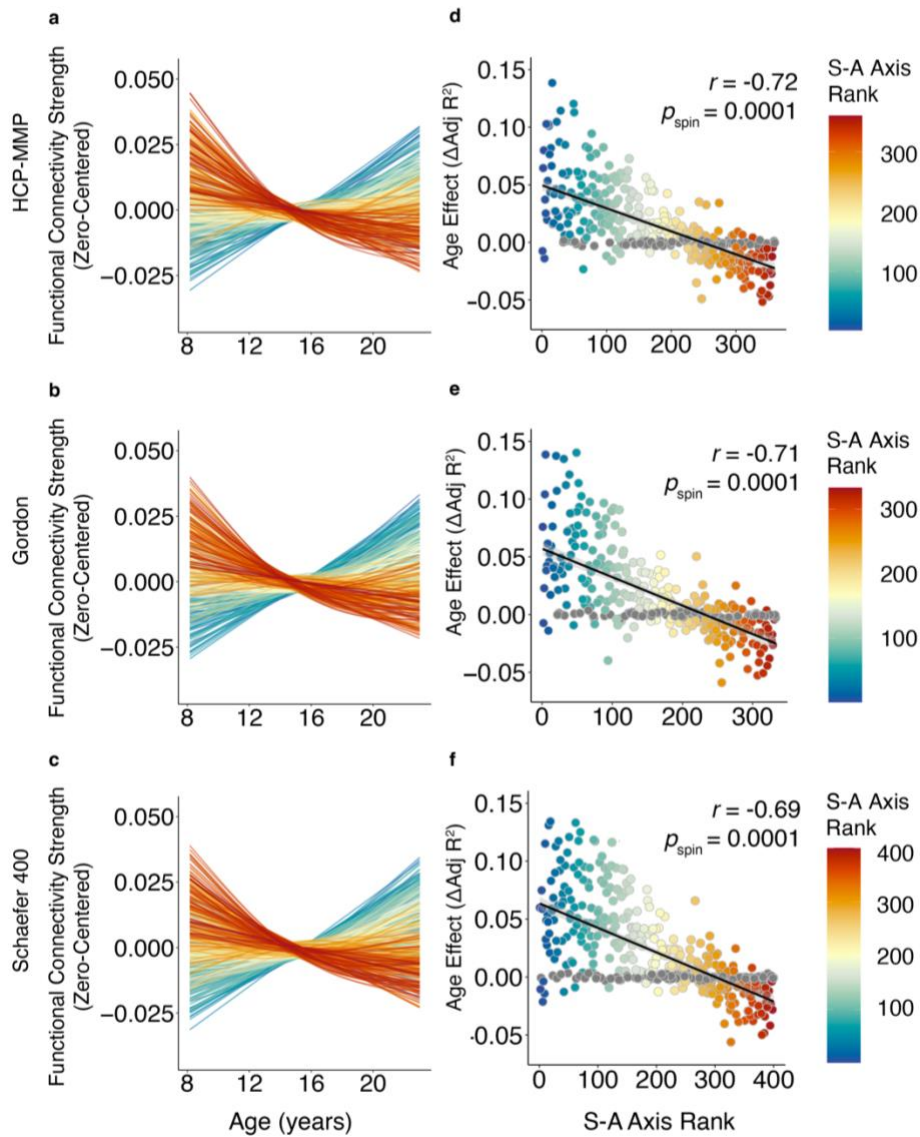 a
HCP-MMP
Functional Connectivity Strength
(Zero-Centered)
0.050
0.025
0.000
−0.025
8
12
16
20
d
Age Effect (ΔAdj R²)
0.15
0.10
0.05
0.00
−0.05
0
100
200
300
r = -0.72
pspin = 0.0001
S-A Axis
Rank
300
200
100
b
Gordon
Functional Connectivity Strength
(Zero-Centered)
0.050
0.025
0.000
−0.025
8
12
16
20
e
Age Effect (ΔAdj R²)
0.15
0.10
0.05
0.00
−0.05
0
100
200
300
r = -0.71
pspin = 0.0001
S-A Axis
Rank
300
200
100
c
Schaefer 400
Functional Connectivity Strength
(Zero-Centered)
0.050
0.025
0.000
−0.025
8
12
16
20
Age (years)
f
Age Effect (ΔAdj R²)
0.15
0.10
0.05
0.00
-0.05
0
100
200
300
400
S-A Axis Rank
r = -0.69
pspin = 0.0001
S-A Axis
Rank
400
300
200
100